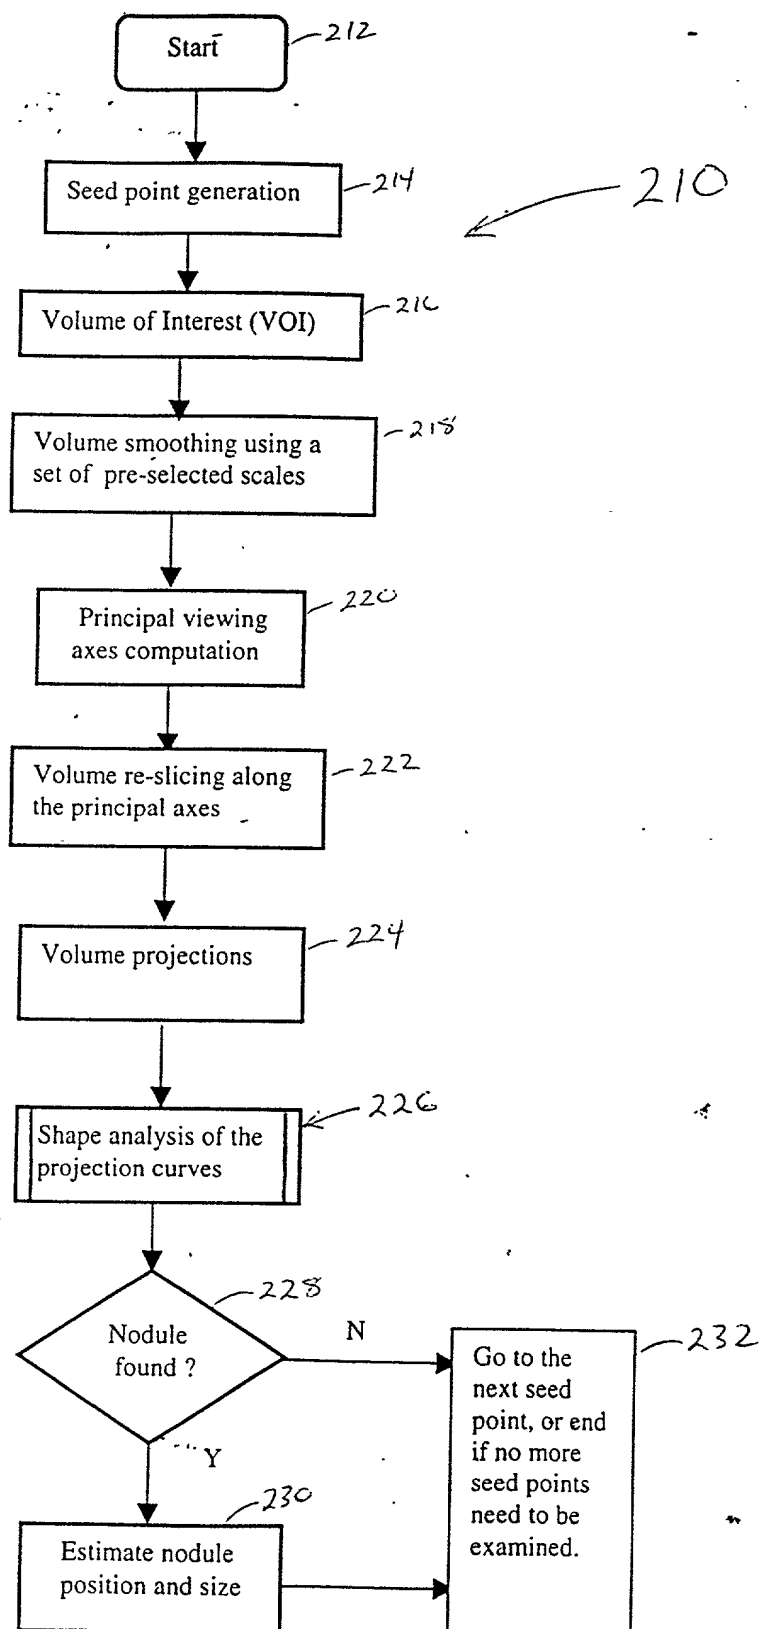 Start
212
Seed point generation
214
210
Volume of Interest (VOI)
216
Volume smoothing using a
set of pre-selected scales
218
Principal viewing
axes computation
220
Volume re-slicing along
the principal axes
222
Volume projections
224
Shape analysis of the
projection curves
226
Nodule
found ?
228
N
Y
Go to the
next seed
point, or end
if no more
seed points
need to be
examined.
232
Estimate nodule
position and size
230